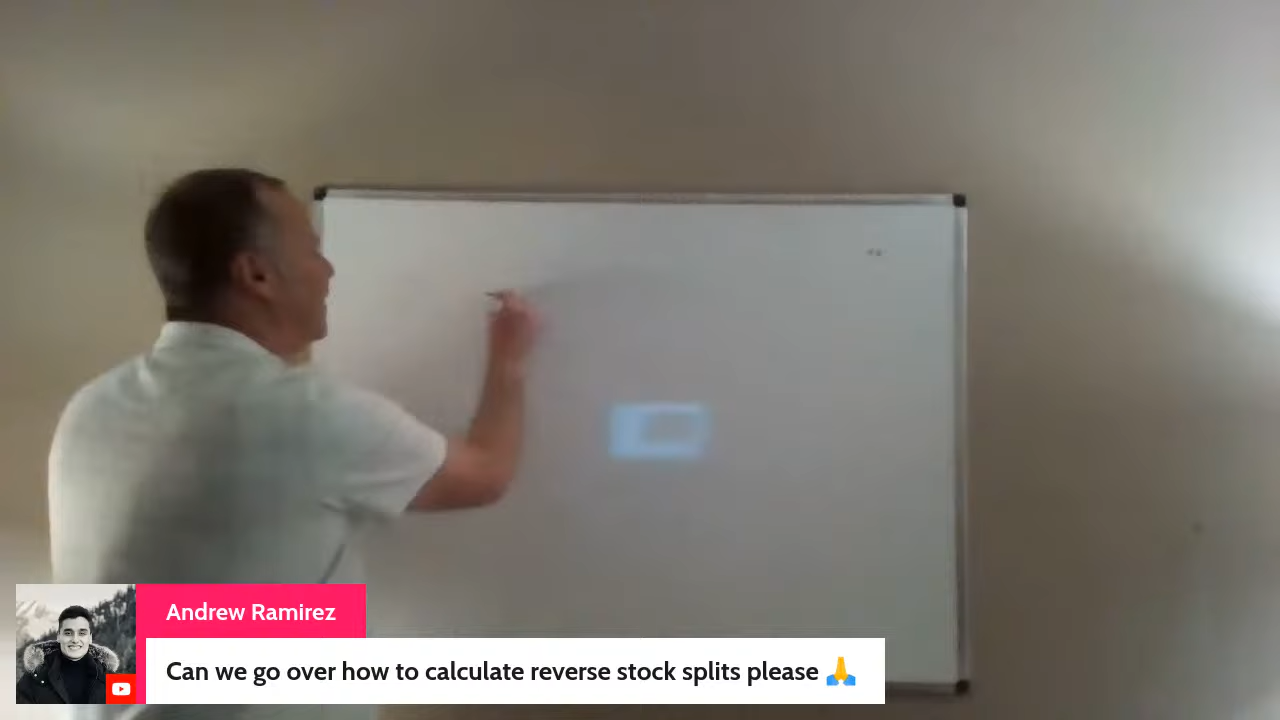 Andrew Ramirez
Can we go over how to calculate reverse stock splits please 🙏